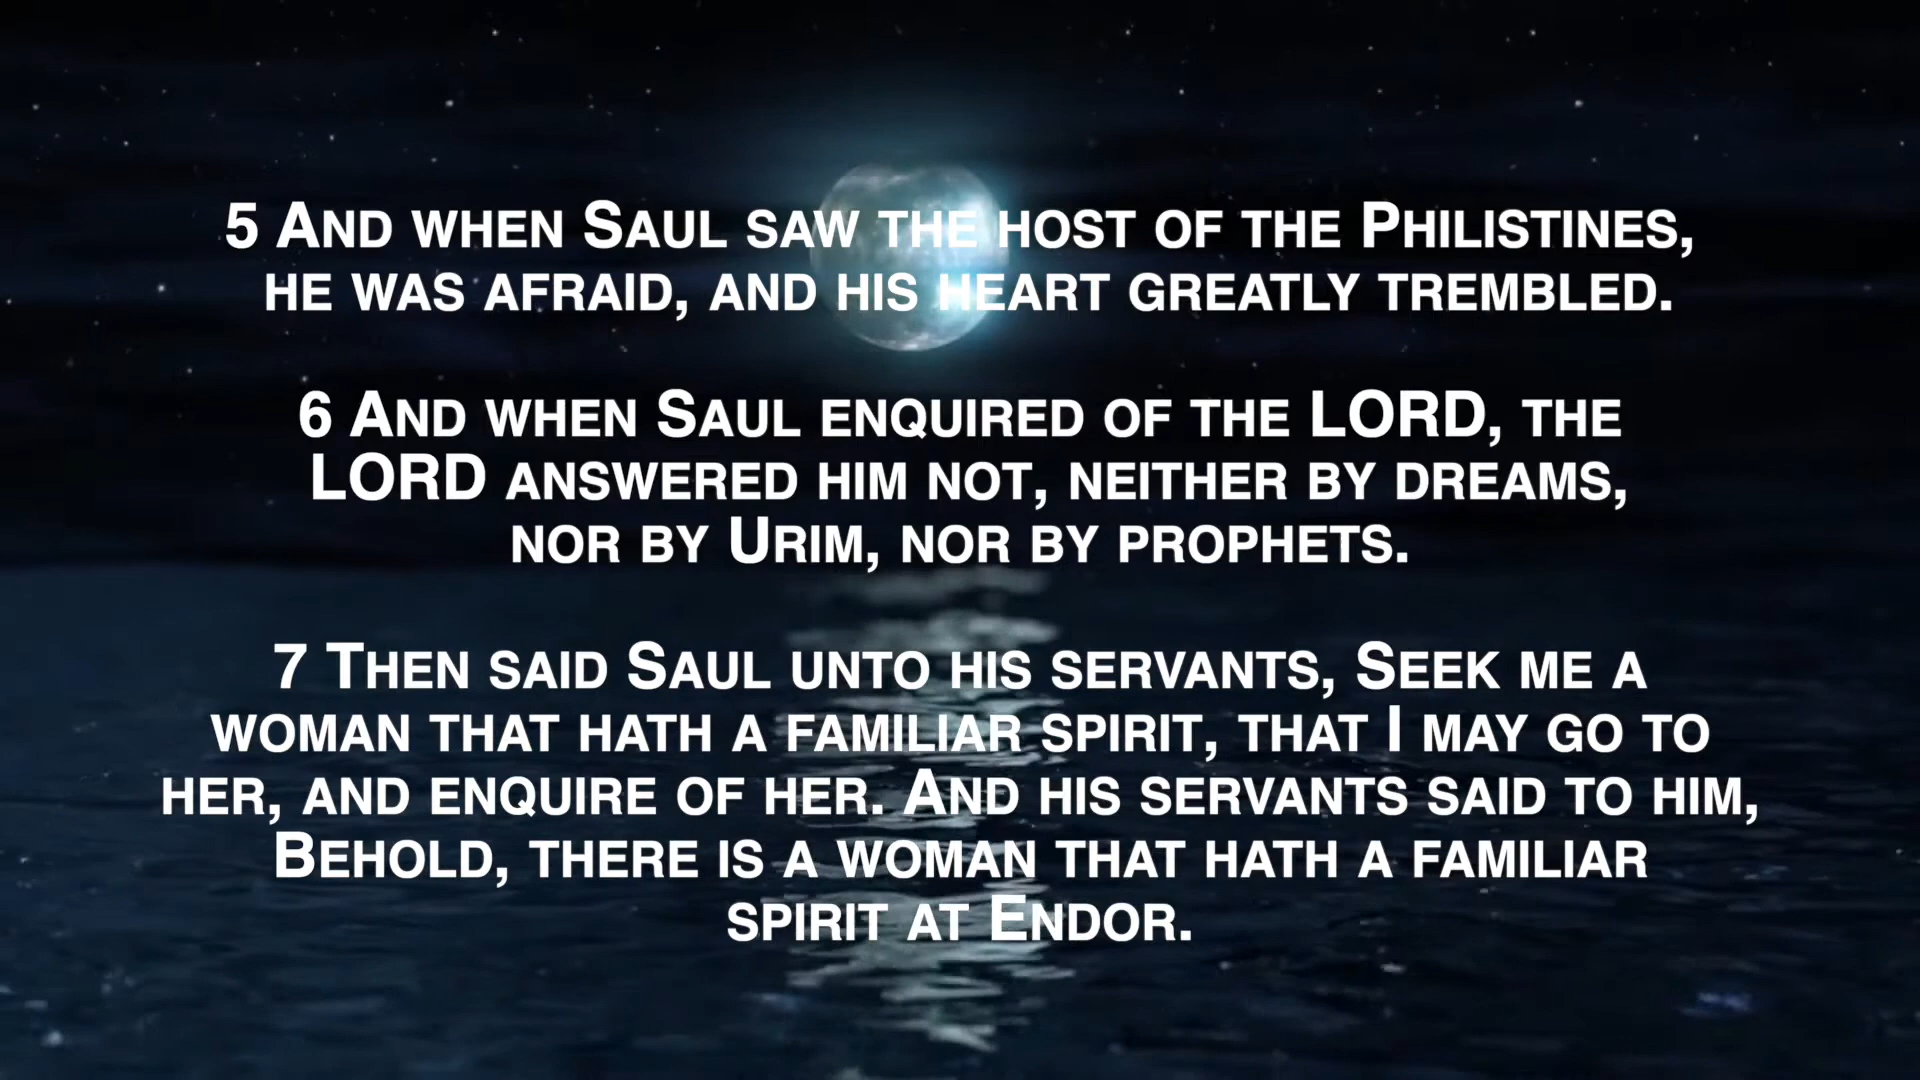 5 And when Saul saw the host of the Philistines,
he was afraid, and his heart greatly trembled.
6 And when Saul enquired of the LORD, the
LORD answered him not, neither by dreams,
nor by Urim, nor by prophets.
7 Then said Saul unto his servants, Seek me a
woman that hath a familiar spirit, that I may go to
her, and enquire of her. And his servants said to him,
Behold, there is a woman that hath a familiar
spirit at Endor.